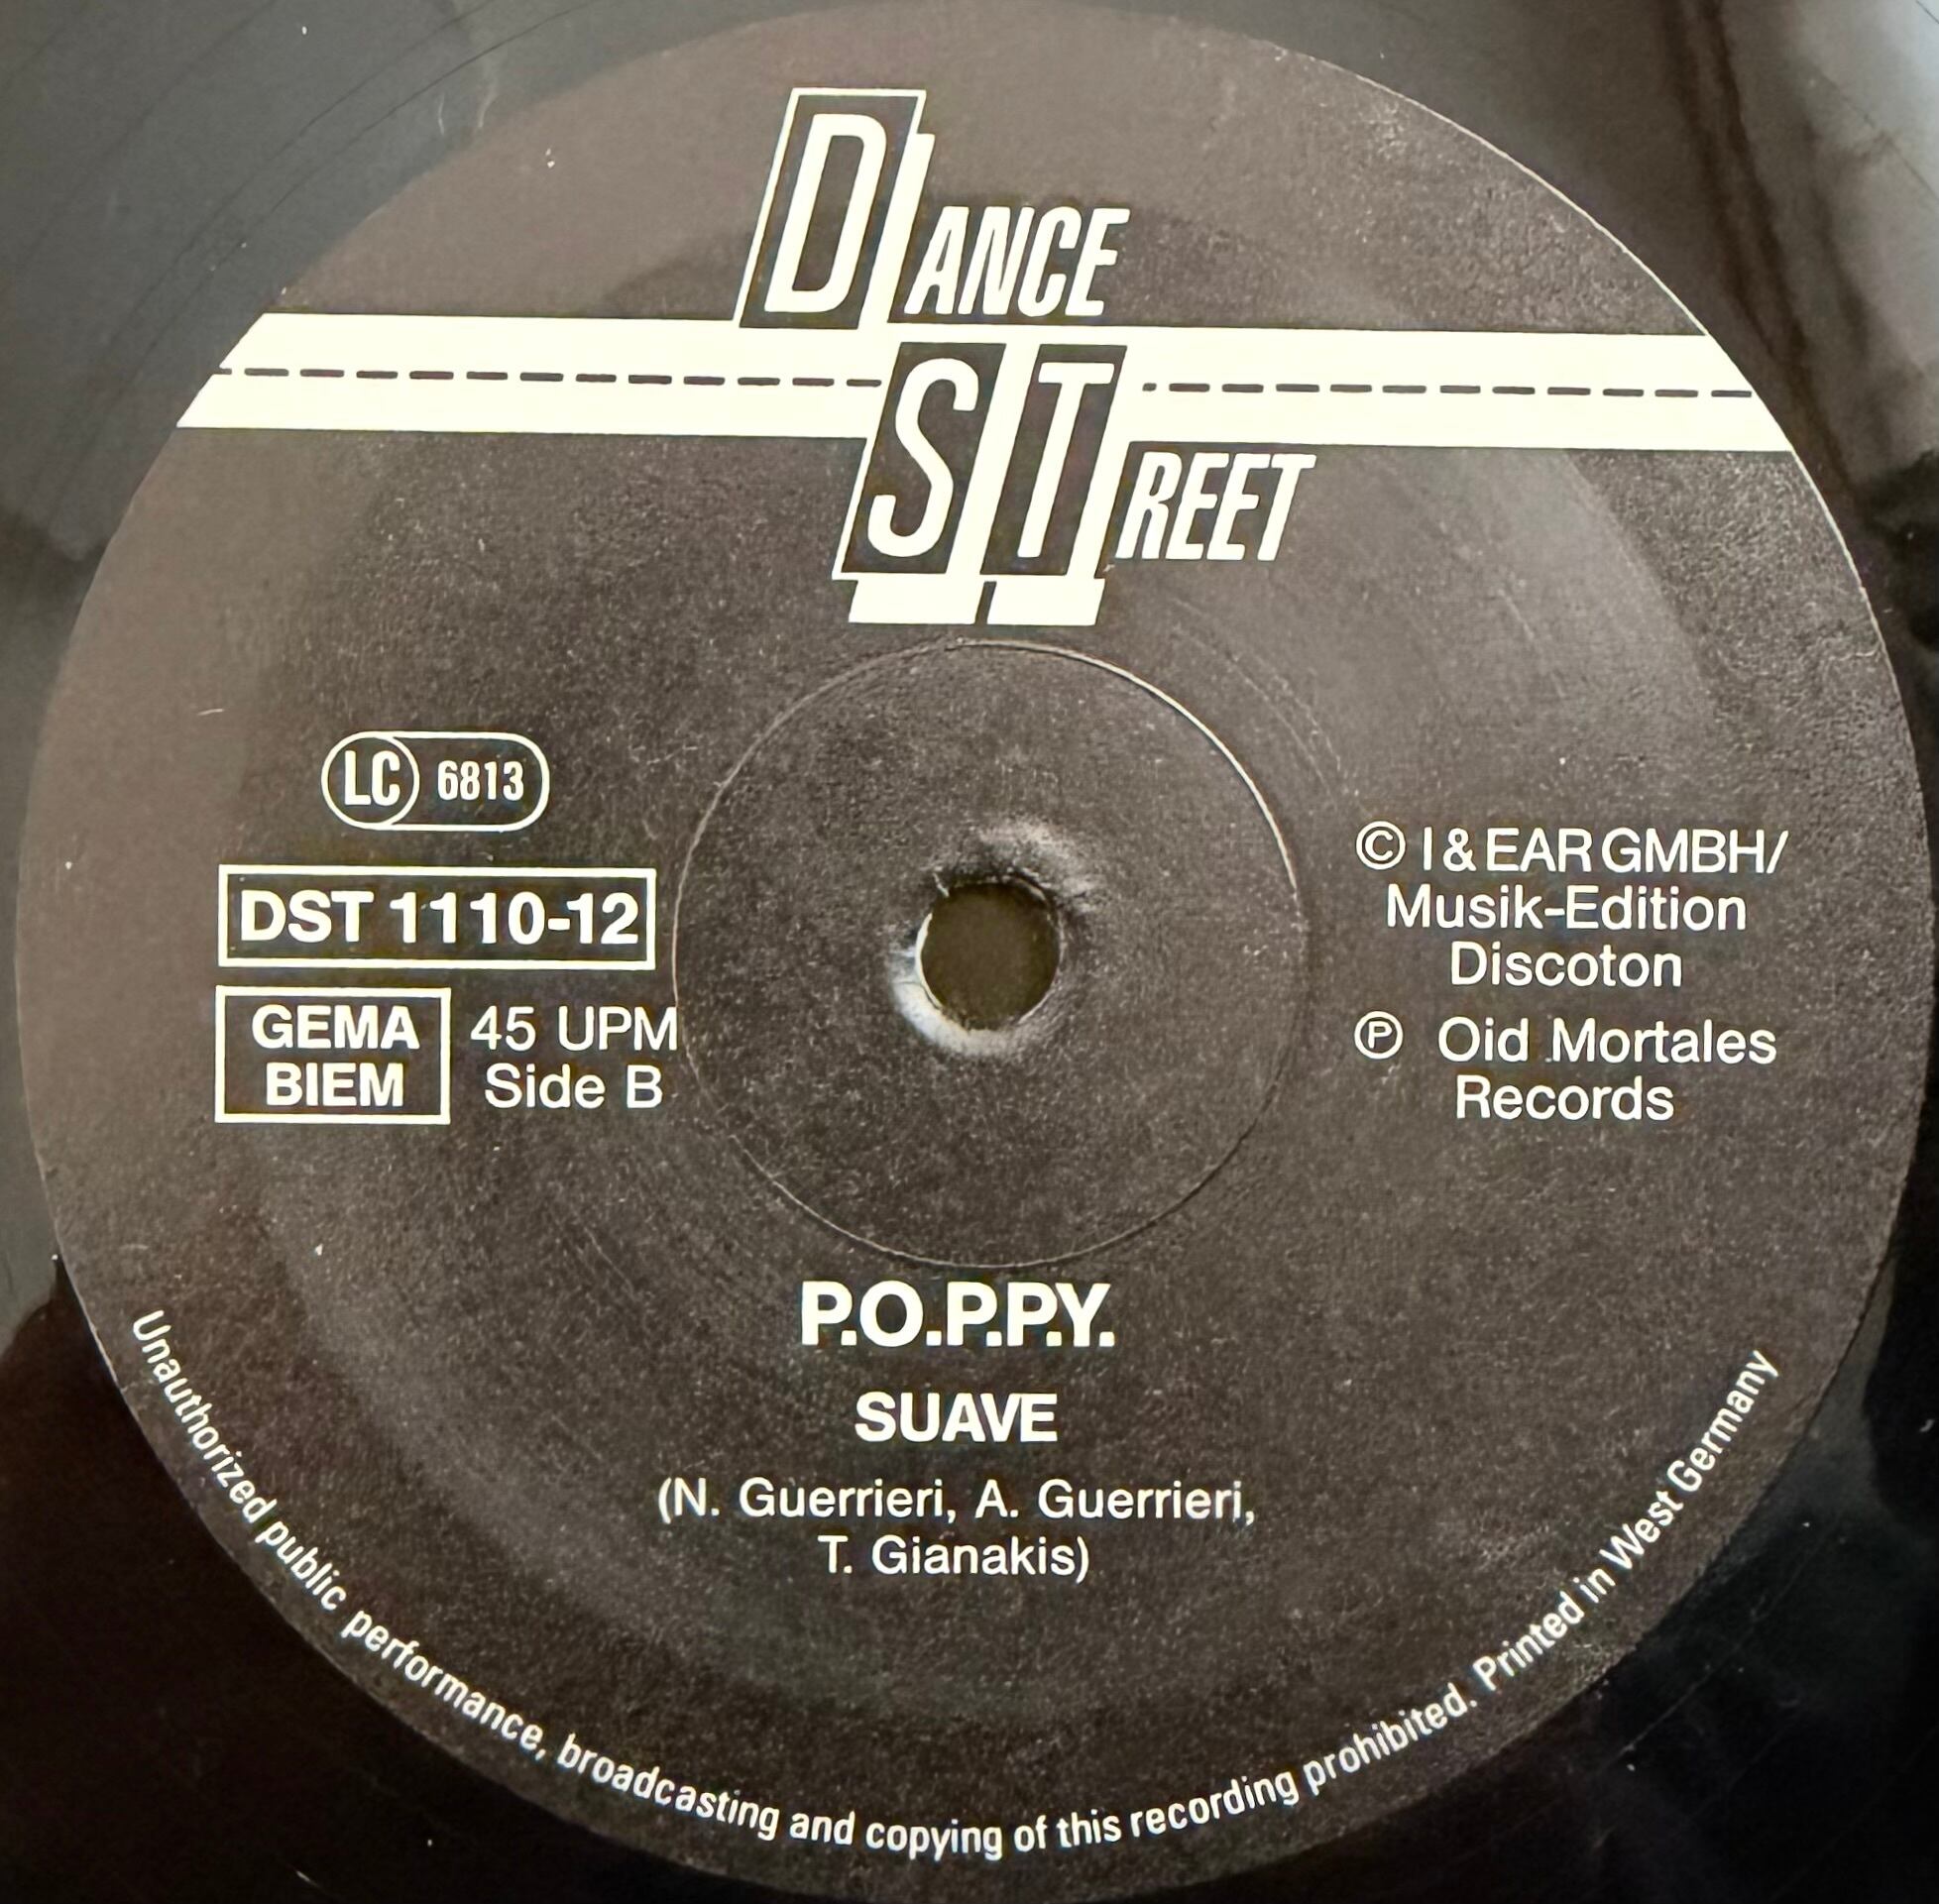 DANCE
STREET
LC 6813
DST 1110-12
GEMA
BIEM
45 UPM
Side B
© I & EAR GMBH/
Musik-Edition
Discoton
℗ Oid Mortales
Records
P.O.P.P.Y.
SUAVE
(N. Guerrieri, A. Guerrieri,
T. Gianakis)
Unauthorized public performance, broadcasting and copying of this recording prohibited. Printed in West Germany